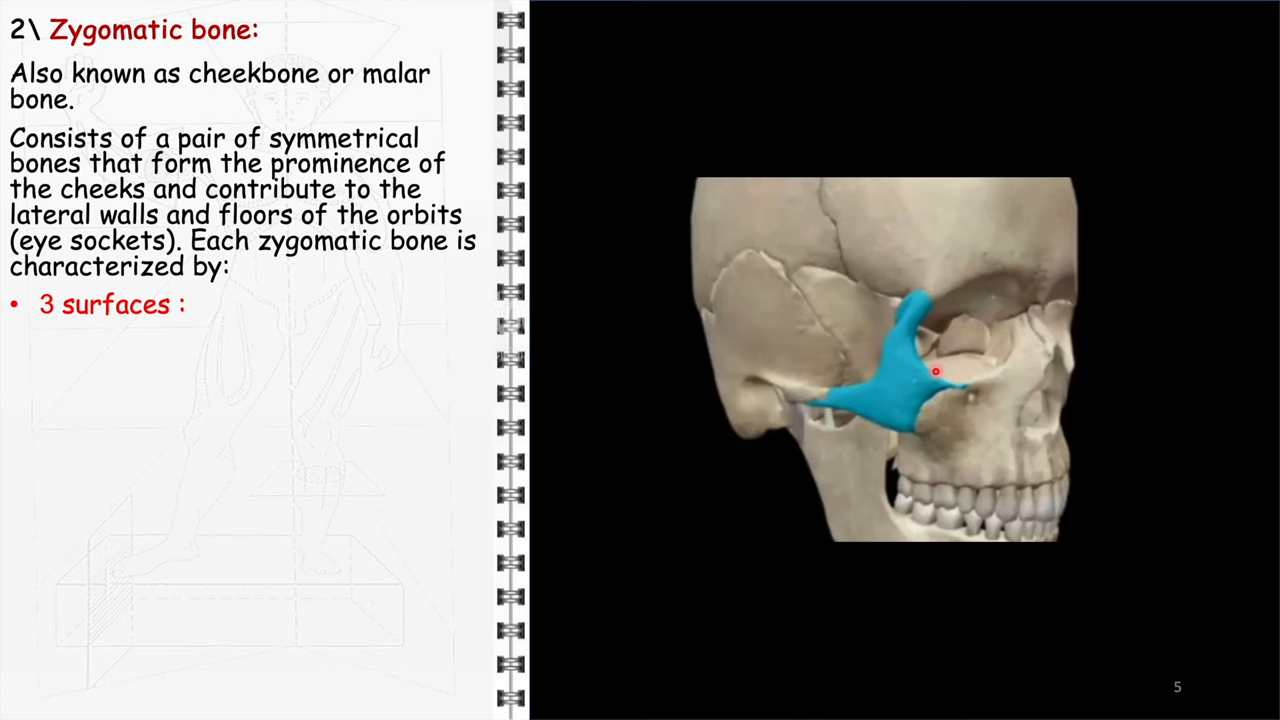 2\ Zygomatic bone:
Also known as cheekbone or malar
bone.
Consists of a pair of symmetrical
bones that form the prominence of
the cheeks and contribute to the
lateral walls and floors of the orbits
(eye sockets). Each zygomatic bone is
characterized by:
• 3 surfaces :
5